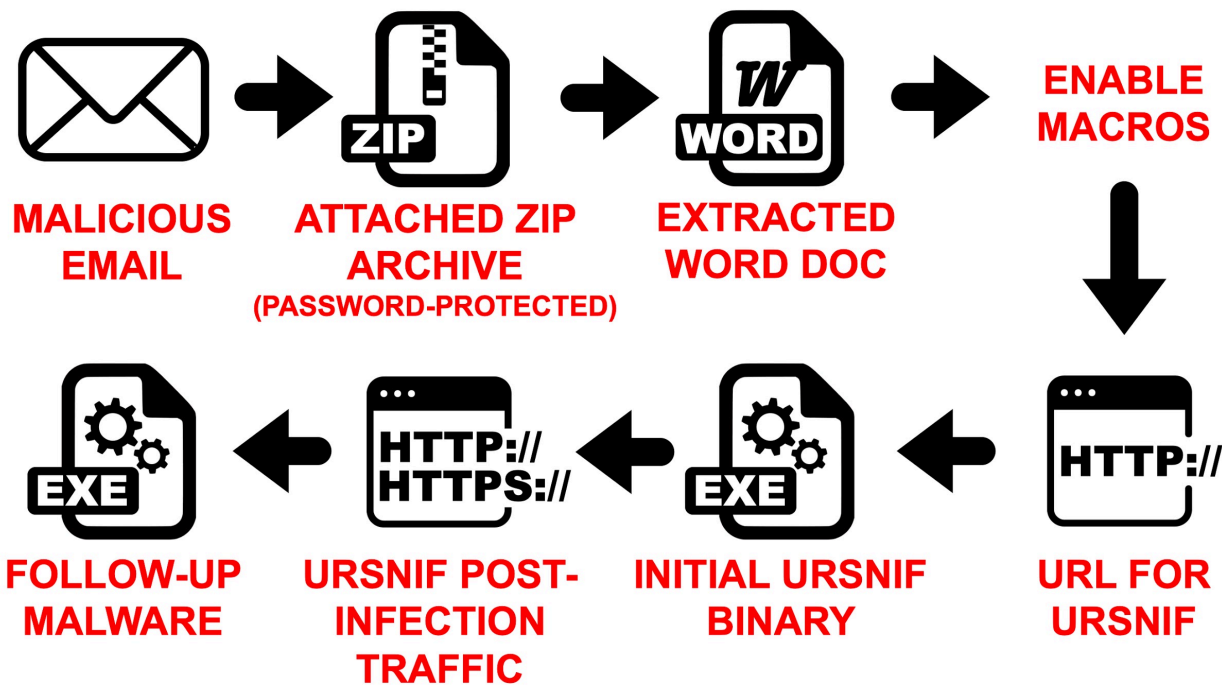 ZIP
W
WORD
ENABLE
MACROS
MALICIOUS
EMAIL
ATTACHED ZIP
ARCHIVE
(PASSWORD-PROTECTED)
EXTRACTED
WORD DOC
EXE
HTTP://
HTTPS://
EXE
HTTP://
FOLLOW-UP
MALWARE
URSNIF POST-
INFECTION
TRAFFIC
INITIAL URSNIF
BINARY
URL FOR
URSNIF